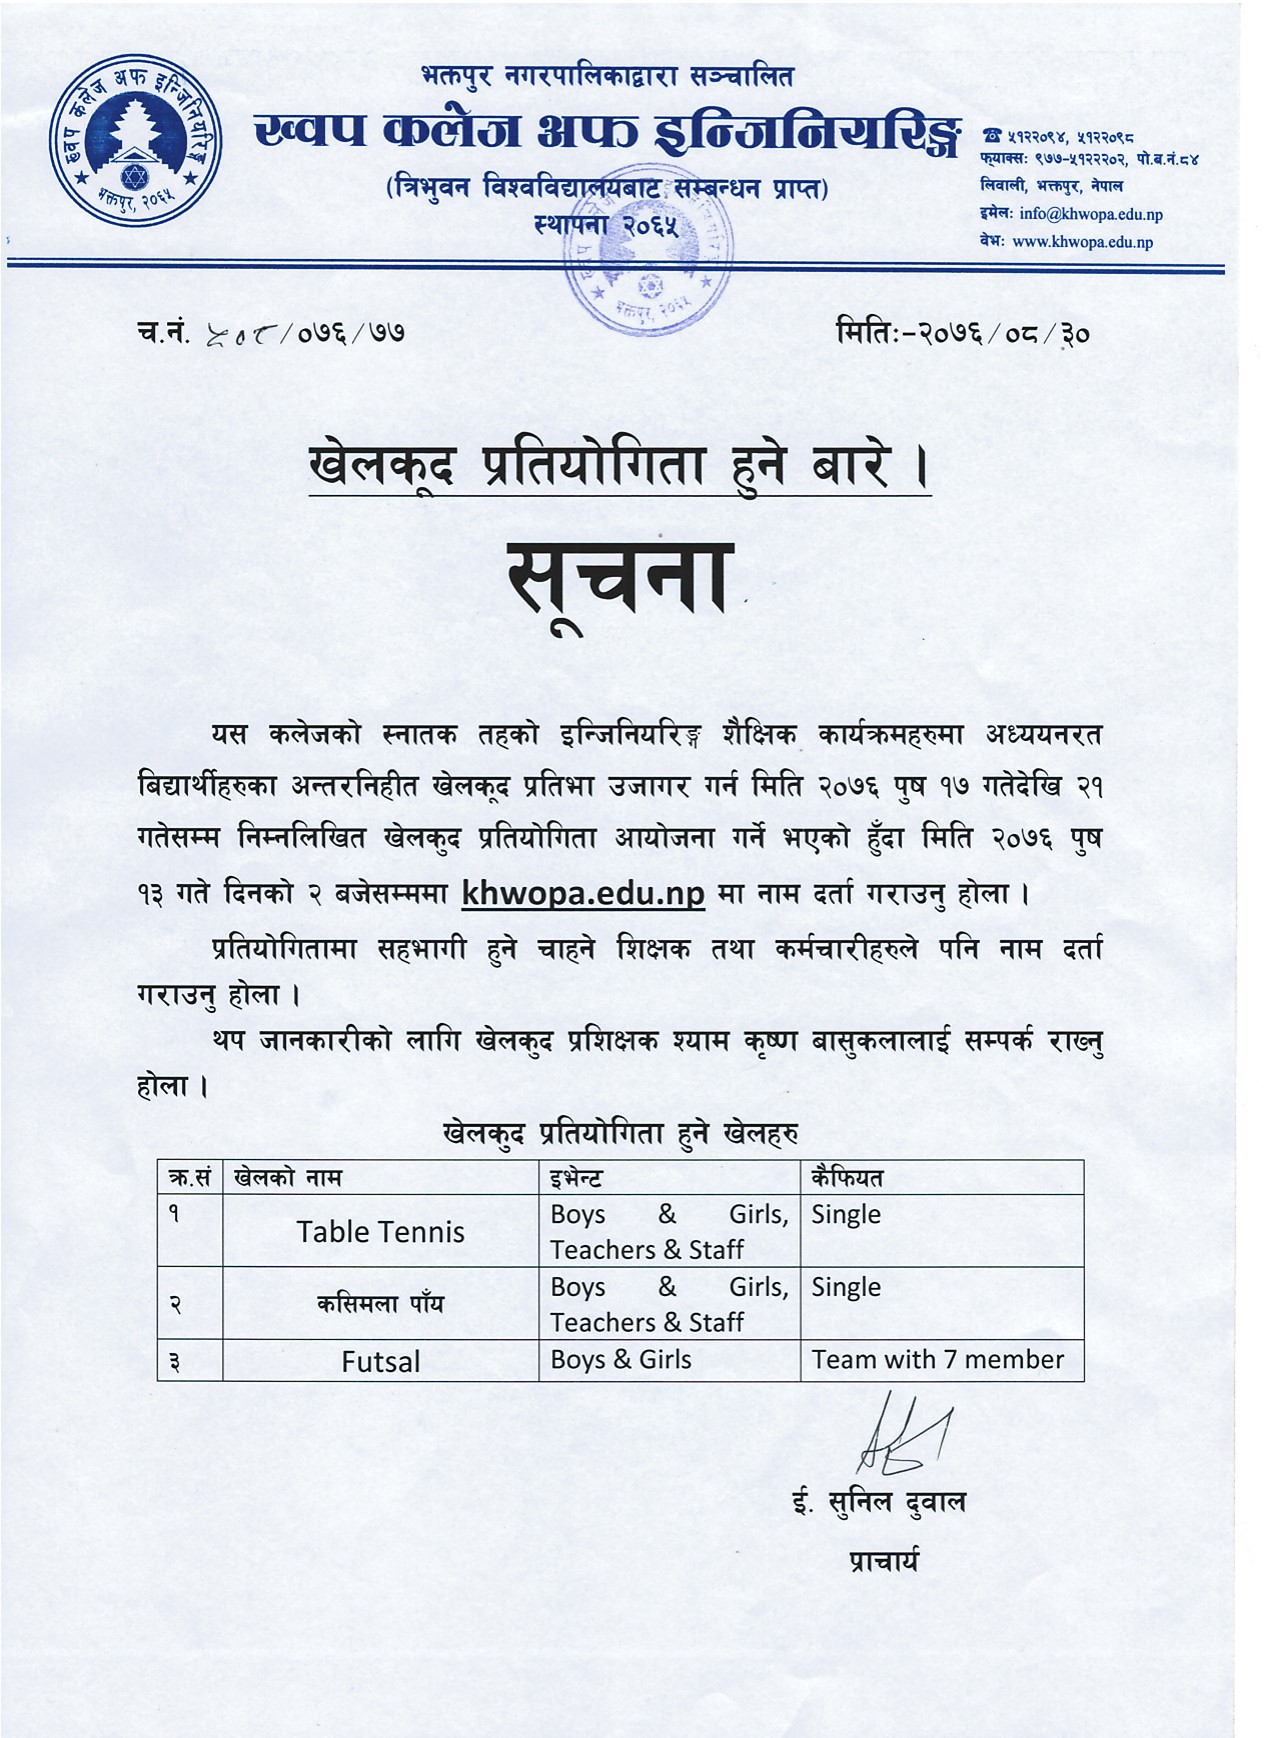 ख्वप कलेज अफ इन्जिनियरिङ्ग
भक्तपुर, २०६५
भक्तपुर नगरपालिकाद्वारा सञ्चालित
ख्वप कलेज अफ इन्जिनियरिङ्ग
(त्रिभुवन विश्वविद्यालयबाट सम्बन्धन प्राप्त)
स्थापना २०६५
☎ ५१२२०९४, ५१२२०९८
फ्याक्सः ९७७-५१२२२०२, पो.ब.नं.८४
लिवाली, भक्तपुर, नेपाल
इमेलः info@khwopa.edu.np
वेभः www.khwopa.edu.np
भक्तपुर, २०६५
च.नं. ५०८/०७६/७७
मितिः-२०७६/०८/३०
खेलकूद प्रतियोगिता हुने बारे ।
सूचना
यस कलेजको स्नातक तहको इन्जिनियरिङ्ग शैक्षिक कार्यक्रमहरुमा अध्ययनरत
बिद्यार्थीहरुका अन्तरनिहीत खेलकूद प्रतिभा उजागर गर्न मिति २०७६ पुष १७ गतेदेखि २१
गतेसम्म निम्नलिखित खेलकुद प्रतियोगिता आयोजना गर्ने भएको हुँदा मिति २०७६ पुष
१३ गते दिनको २ बजेसम्ममा khwopa.edu.np मा नाम दर्ता गराउनु होला ।
प्रतियोगितामा सहभागी हुने चाहने शिक्षक तथा कर्मचारीहरुले पनि नाम दर्ता
गराउनु होला ।
थप जानकारीको लागि खेलकुद प्रशिक्षक श्याम कृष्ण बासुकलालाई सम्पर्क राख्नु
होला ।
खेलकुद प्रतियोगिता हुने खेलहरु
क्र.सं खेलको नाम इभेन्ट कैफियत
१ Table Tennis Boys & Girls, Teachers & Staff Single
२ कसिमला पाँय Boys & Girls, Teachers & Staff Single
३ Futsal Boys & Girls Team with 7 member
ई. सुनिल दुवाल
प्राचार्य